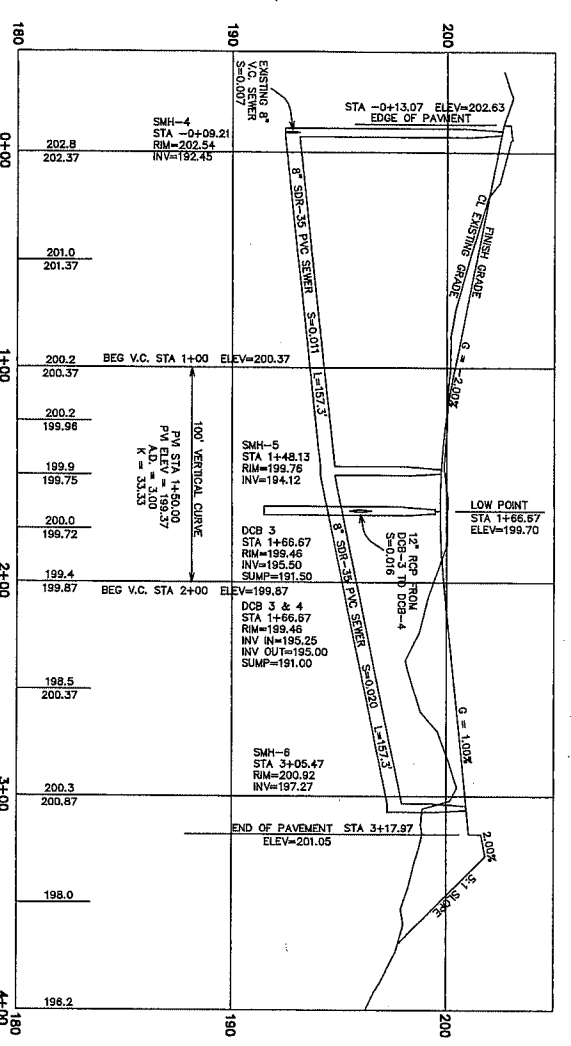 190
200
STA -0+13.07 ELEV=202.63
EDGE OF PAVMENT
EXISTING 8"
V.C. SEWER
S=0.007
SMH-4
STA -0+09.21
RIM=202.54
INV=192.45
0+00
202.8
202.37
8" SDR-35 PVC SEWER S=0.011 L=157.3'
FINISH GRADE
CL EXISTING GRADE
G = -2.00%
201.0
201.37
1+00
200.2
200.37
BEG V.C. STA 1+00 ELEV=200.37
200.2
199.96
100' VERTICAL CURVE
PVI STA 1+50.00
PVI ELEV = 199.37
A.D. = 3.00
K = 33.33
SMH-5
STA 1+48.13
RIM=199.76
INV=194.12
199.9
199.75
LOW POINT
STA 1+66.67
ELEV=199.70
200.0
199.72
12" RCP FROM
DCB-3 TO DCB-4
S=0.016
DCB 3
STA 1+66.67
RIM=199.46
INV=195.50
SUMP=191.50
2+00
199.4
199.87
BEG V.C. STA 2+00 ELEV=199.87
DCB 3 & 4
STA 1+66.67
RIM=199.46
INV IN=195.25
INV OUT=195.00
SUMP=191.00
8" SDR-35 PVC SEWER S=0.020 L=157.3'
198.5
200.37
G = 1.00%
SMH-6
STA 3+05.47
RIM=200.92
INV=197.27
3+00
200.3
200.87
END OF PAVEMENT STA 3+17.97
ELEV=201.05
2.00%
5:1 SLOPE
198.0
196.2
4+00
180
190
200
180